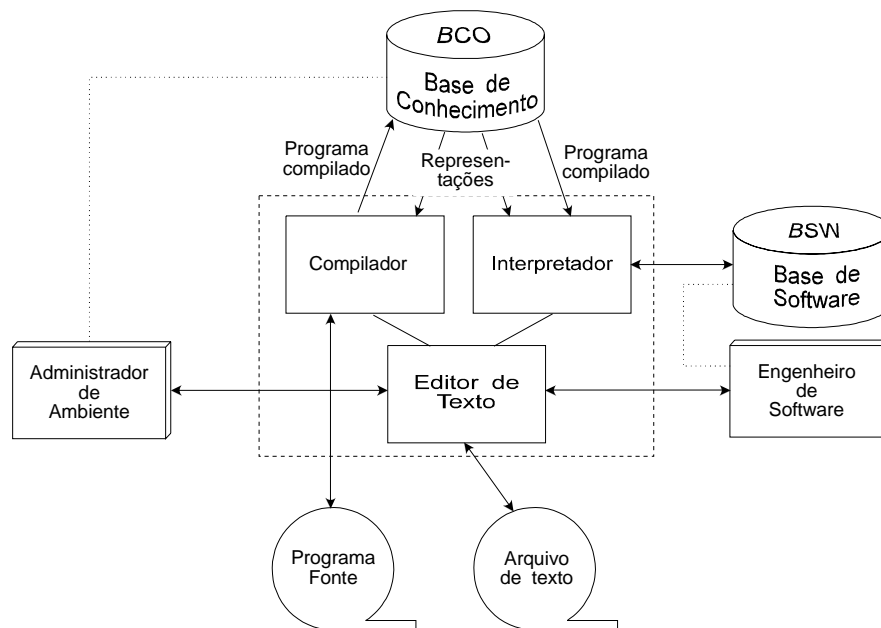 BCO
Base de
Conhecimento
Programa
compilado
Represen-
tações
Programa
compilado
BSW
Base de
Software
Compilador
Interpretador
Administrador
de
Ambiente
Editor de
Texto
Engenheiro
de
Software
Programa
Fonte
Arquivo
de texto